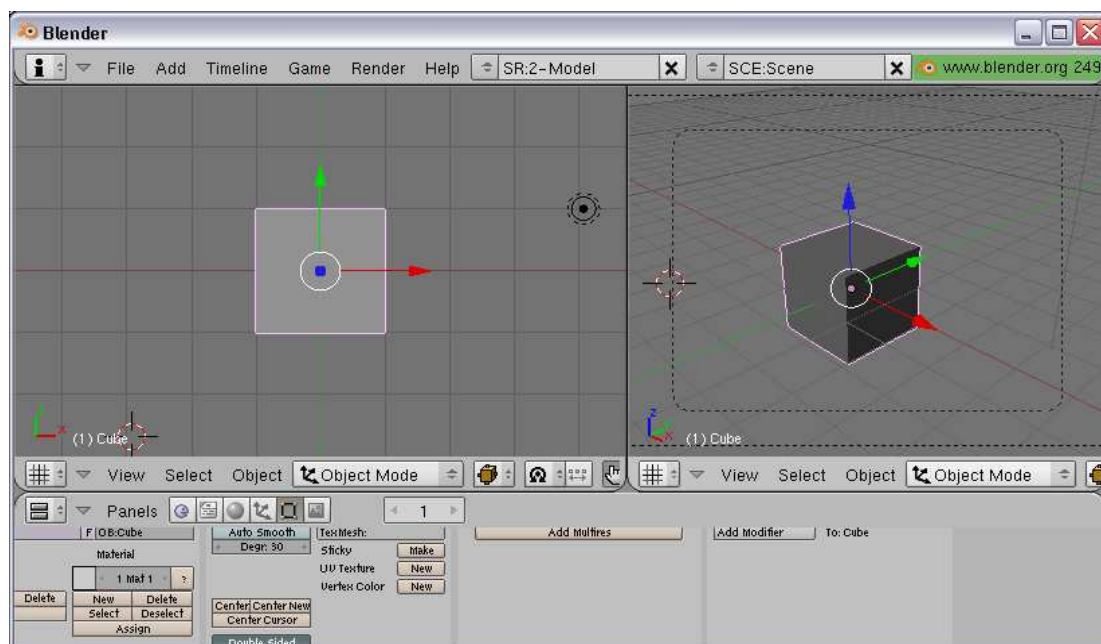 Blender
File Add Timeline Game Render Help SR:2-Model X SCE:Scene X www.blender.org 249
(1) Cube
z
x
(1) Cube
View Select Object Object Mode View Select Object Object Mode
Panels 1
F OB:Cube
Material
1 Mat 1 ?
Delete
New Delete
Select Deselect
Assign
Auto Smooth
Degr: 30
Center Center New
Center Cursor
Double Sided
TexMesh:
Sticky Make
UV Texture New
Vertex Color New
Add Multires
Add Modifier To: Cube